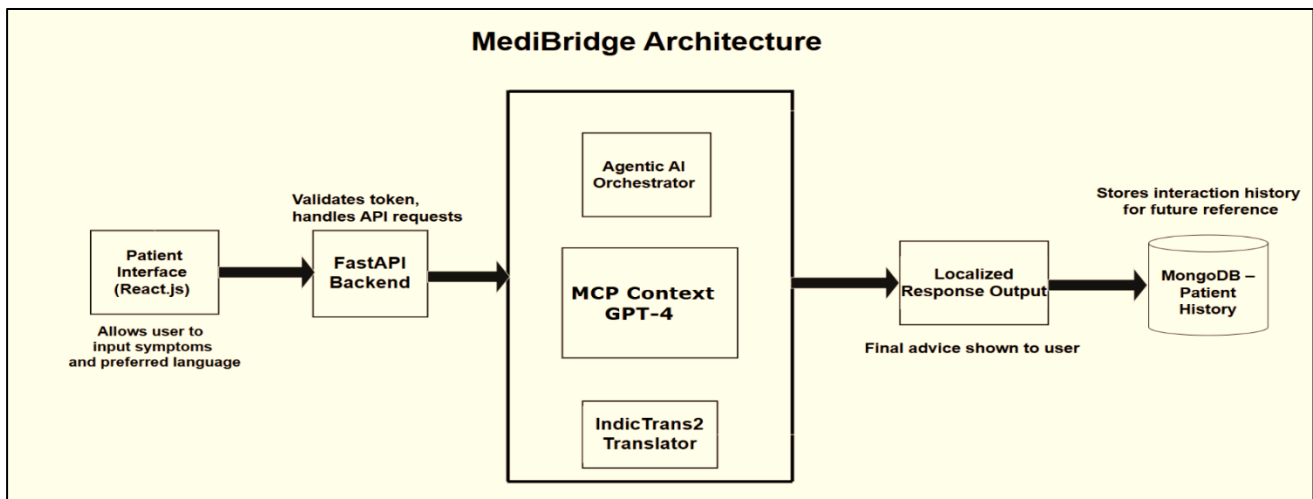 MediBridge Architecture
Patient
Interface
(React.js)
Allows user to
input symptoms
and preferred language
Validates token,
handles API requests
FastAPI
Backend
Agentic AI
Orchestrator
MCP Context
GPT-4
IndicTrans2
Translator
Localized
Response Output
Final advice shown to user
Stores interaction history
for future reference
MongoDB –
Patient
History